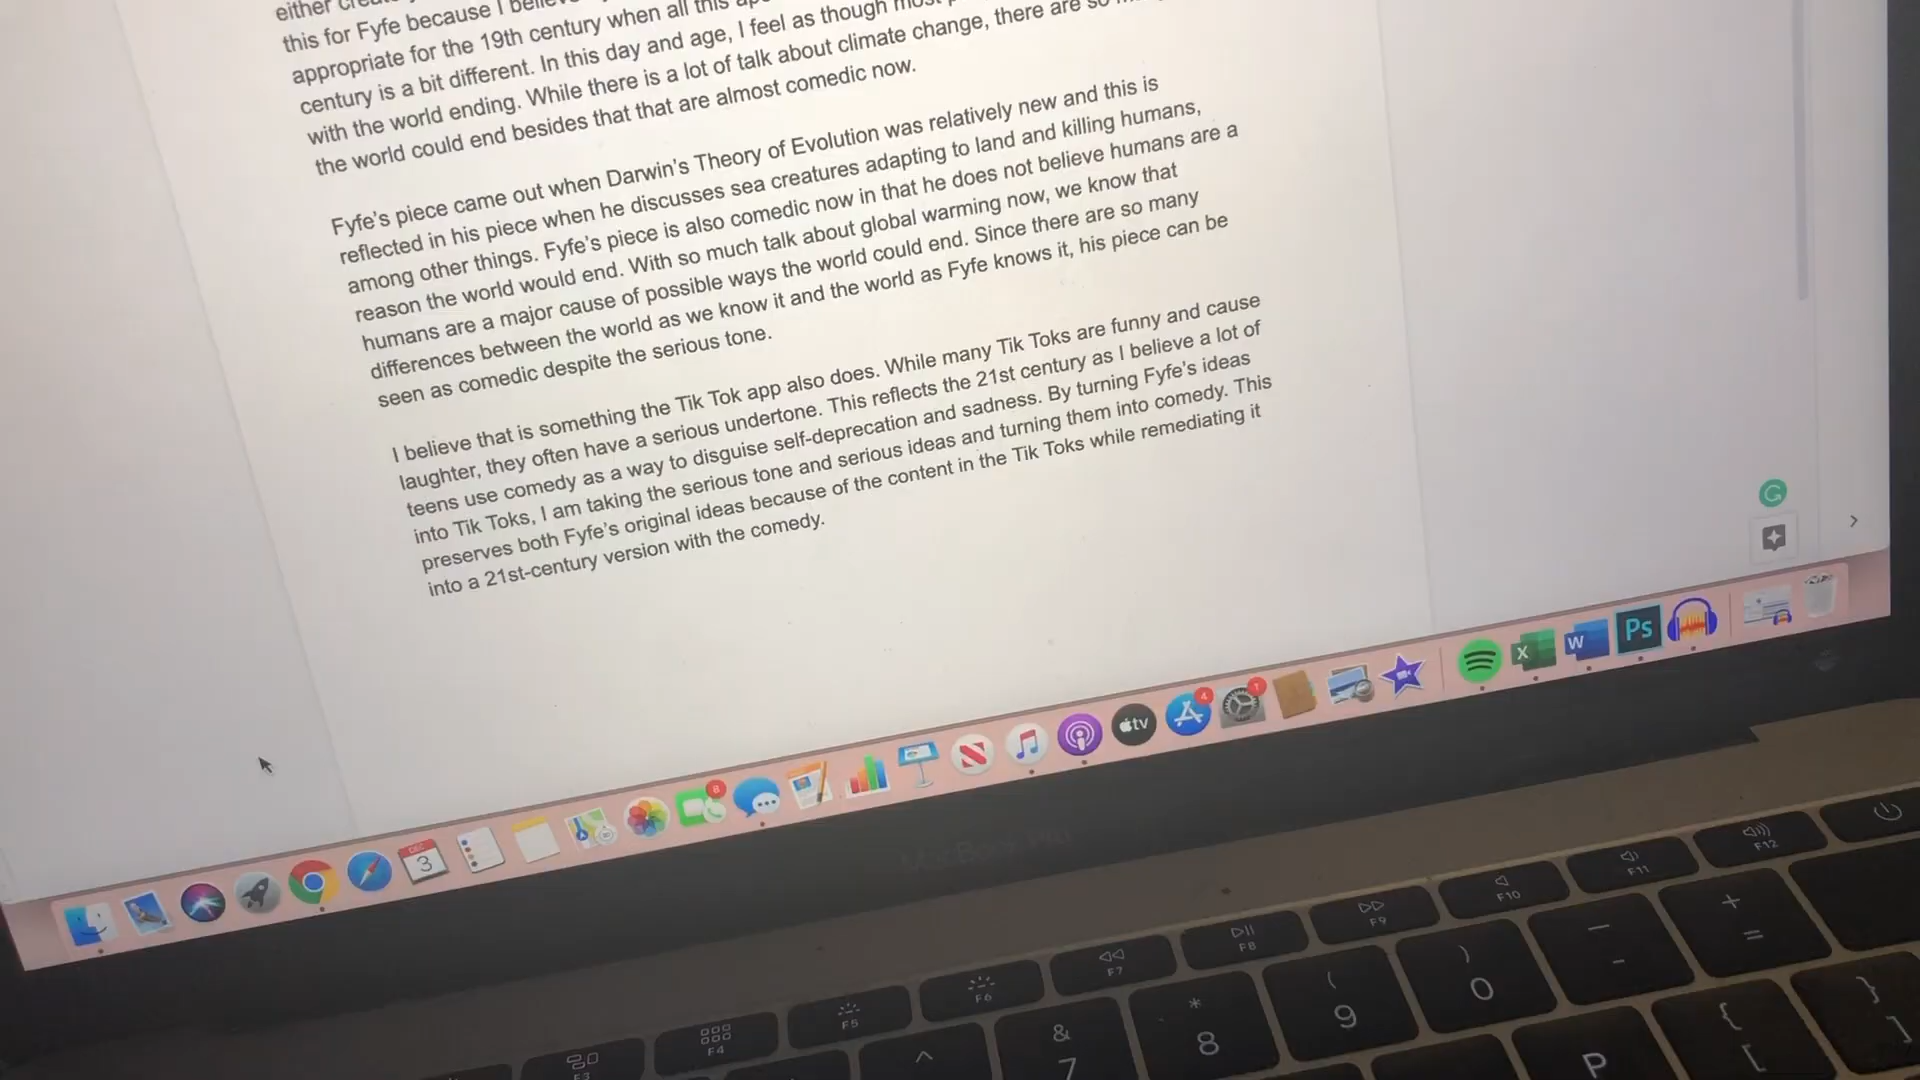 either
this for Fyfe because I
appropriate for the 19th century when all this
century is a bit different. In this day and age, I feel as though
with the world ending. While there is a lot of talk about climate change, there are so
the world could end besides that that are almost comedic now.
Fyfe's piece came out when Darwin's Theory of Evolution was relatively new and this is
reflected in his piece when he discusses sea creatures adapting to land and killing humans,
among other things. Fyfe's piece is also comedic now in that he does not believe humans are a
reason the world would end. With so much talk about global warming now, we know that
humans are a major cause of possible ways the world could end. Since there are so many
differences between the world as we know it and the world as Fyfe knows it, his piece can be
seen as comedic despite the serious tone.
I believe that is something the Tik Tok app also does. While many Tik Toks are funny and cause
laughter, they often have a serious undertone. This reflects the 21st century as I believe a lot of
teens use comedy as a way to disguise self-deprecation and sadness. By turning Fyfe's ideas
into Tik Toks, I am taking the serious tone and serious ideas and turning them into comedy. This
preserves both Fyfe's original ideas because of the content in the Tik Toks while remediating it
into a 21st-century version with the comedy.
DEC
3
8
tv
4
1
X
W
Ps
F3
F4
F5
F6
F7
F8
F9
F10
F11
F12
^
& 7
* 8
( 9
) 0
-
+ =
P
{ [
} ]